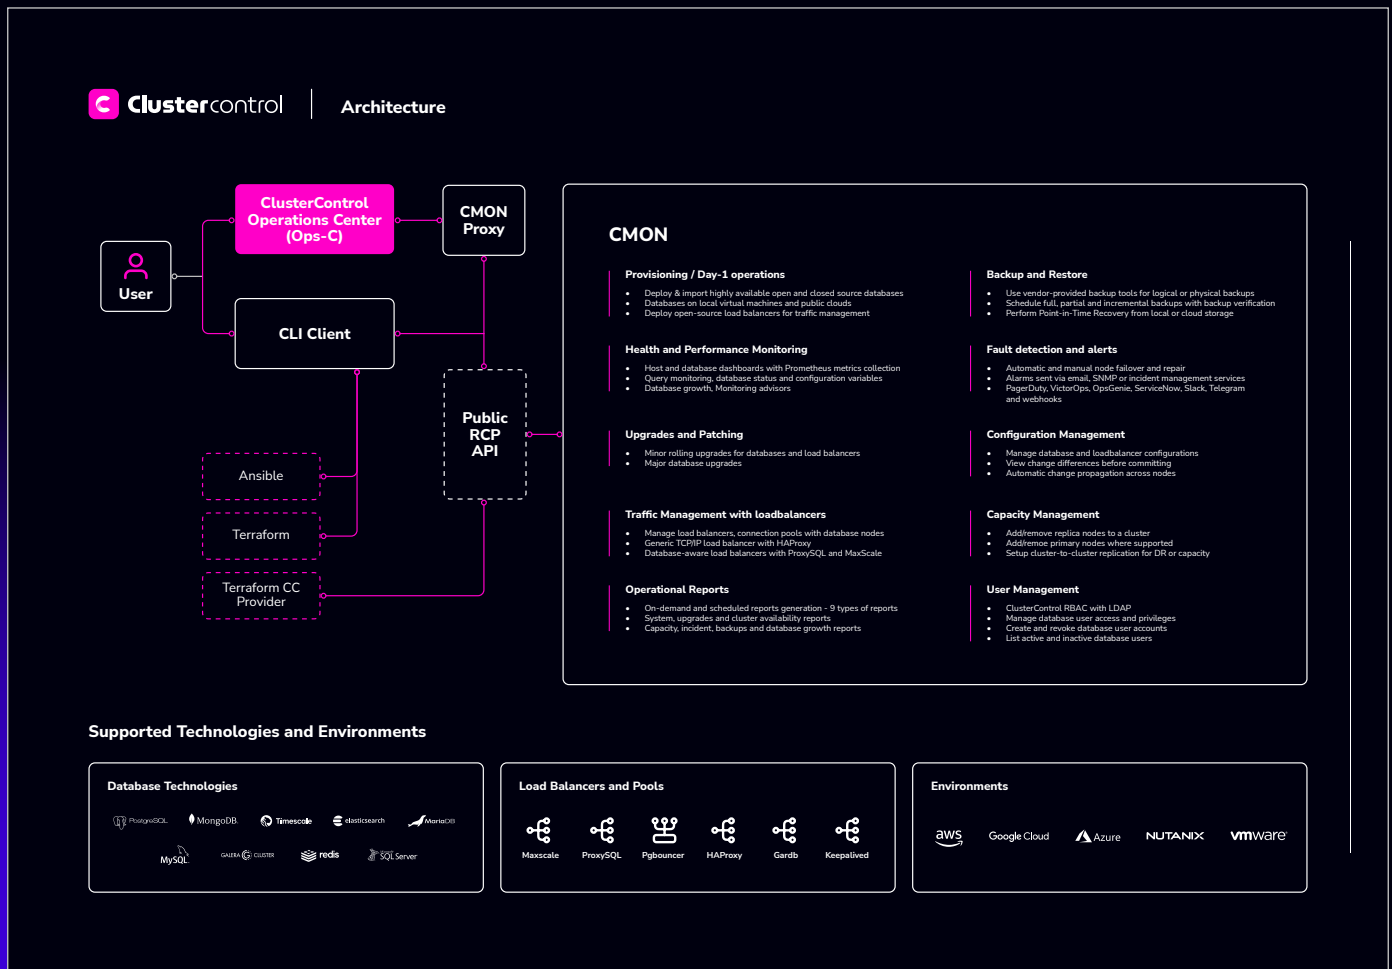 Clustercontrol
Architecture
ClusterControl
Operations Center
(Ops-C)
CMON
Proxy
User
CLI Client
Public
RCP
API
Ansible
Terraform
Terraform CC
Provider
CMON
Provisioning / Day-1 operations
• Deploy & import highly available open and closed source databases
• Databases on local virtual machines and public clouds
• Deploy open-source load balancers for traffic management
Health and Performance Monitoring
• Host and database dashboards with Prometheus metrics collection
• Query monitoring, database status and configuration variables
• Database growth, Monitoring advisors
Upgrades and Patching
• Minor rolling upgrades for databases and load balancers
• Major database upgrades
Traffic Management with loadbalancers
• Manage load balancers, connection pools with database nodes
• Generic TCP/IP load balancer with HAProxy
• Database-aware load balancers with ProxySQL and MaxScale
Operational Reports
• On-demand and scheduled reports generation - 9 types of reports
• System, upgrades and cluster availability reports
• Capacity, incident, backups and database growth reports
Backup and Restore
• Use vendor-provided backup tools for logical or physical backups
• Schedule full, partial and incremental backups with backup verification
• Perform Point-in-Time Recovery from local or cloud storage
Fault detection and alerts
• Automatic and manual node failover and repair
• Alarms sent via email, SNMP or incident management services
• PagerDuty, VictorOps, OpsGenie, ServiceNow, Slack, Telegram
and webhooks
Configuration Management
• Manage database and loadbalancer configurations
• View change differences before committing
• Automatic change propagation across nodes
Capacity Management
• Add/remove replica nodes to a cluster
• Add/remoe primary nodes where supported
• Setup cluster-to-cluster replication for DR or capacity
User Management
• ClusterControl RBAC with LDAP
• Manage database user access and privileges
• Create and revoke database user accounts
• List active and inactive database users
Supported Technologies and Environments
Database Technologies
PostgreSQL
MongoDB
Timescale
elasticsearch
MariaDB
MySQL
GALERA CLUSTER
redis
SQL Server
Load Balancers and Pools
Maxscale
ProxySQL
Pgbouncer
HAProxy
Gardb
Keepalived
Environments
aws
Google Cloud
Azure
NUTANIX
vmware